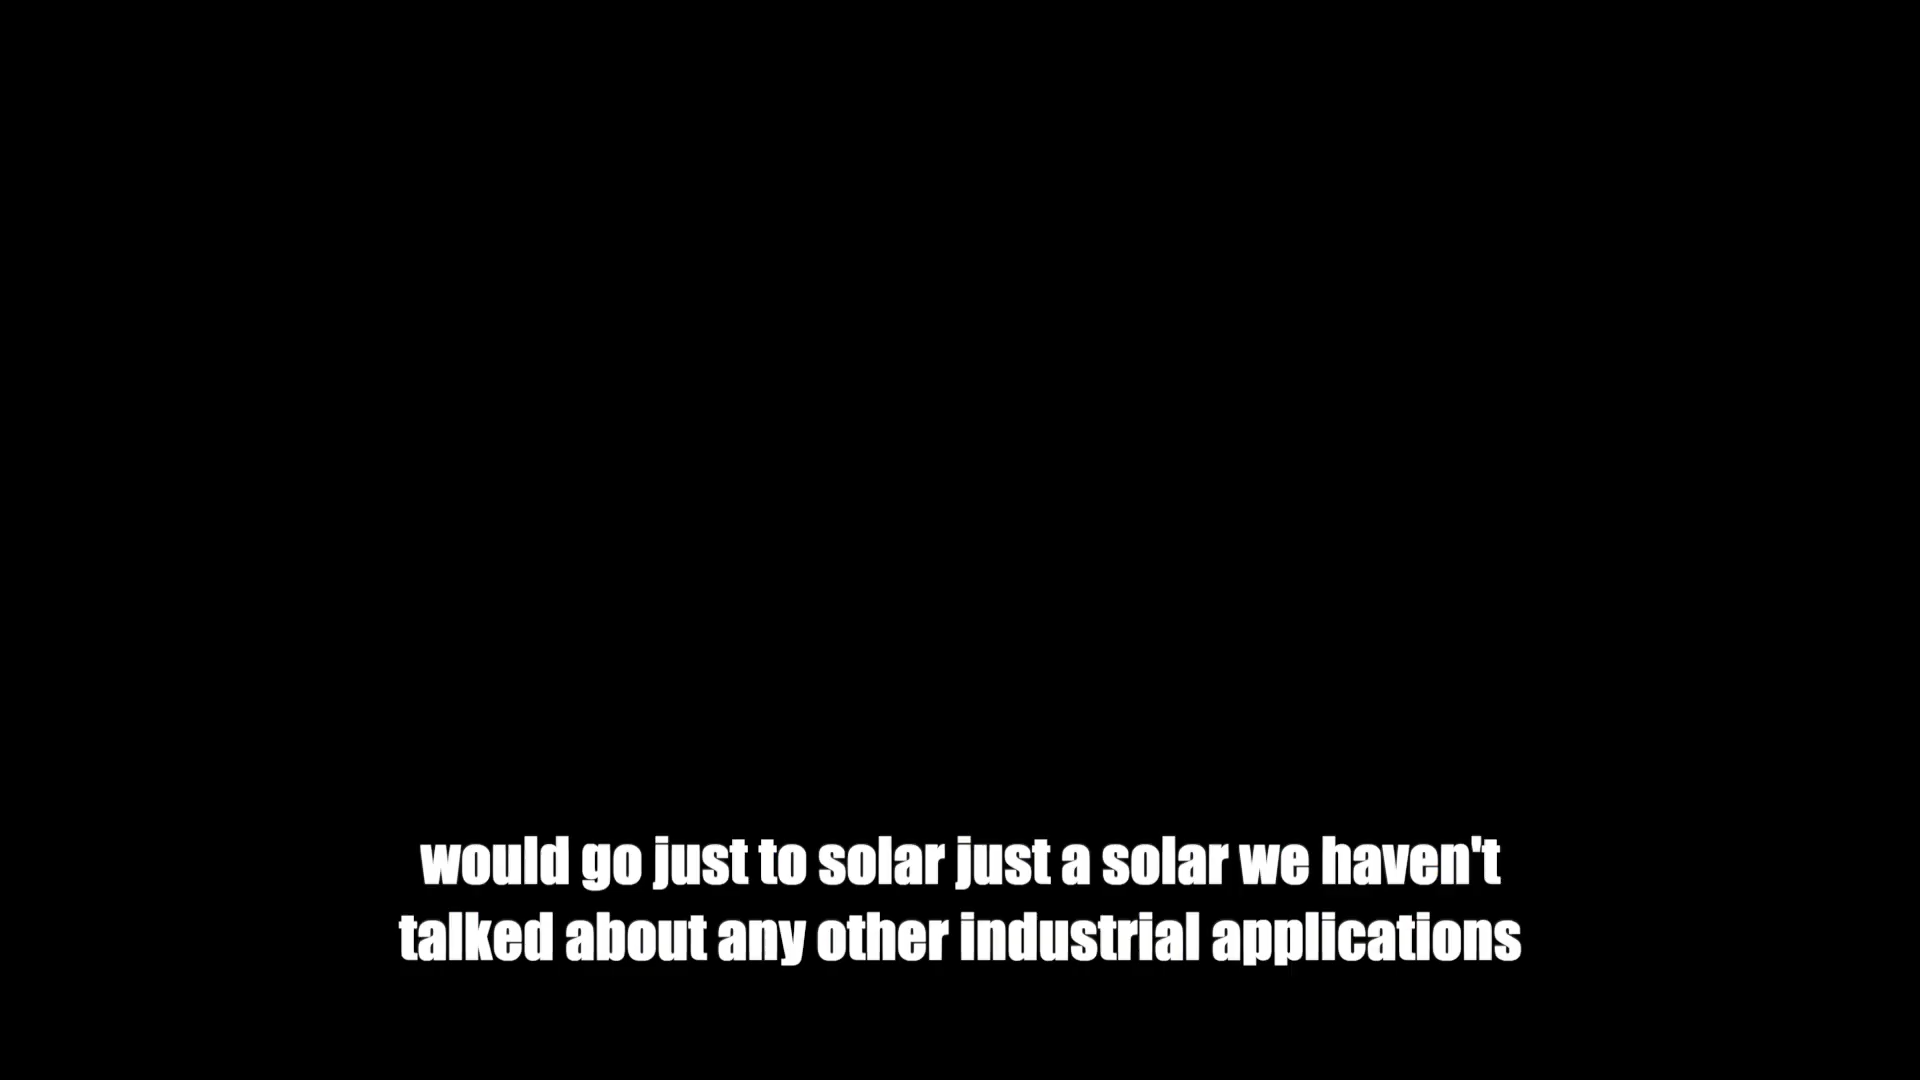 would go just to solar just a solar we haven't
talked about any other industrial applications